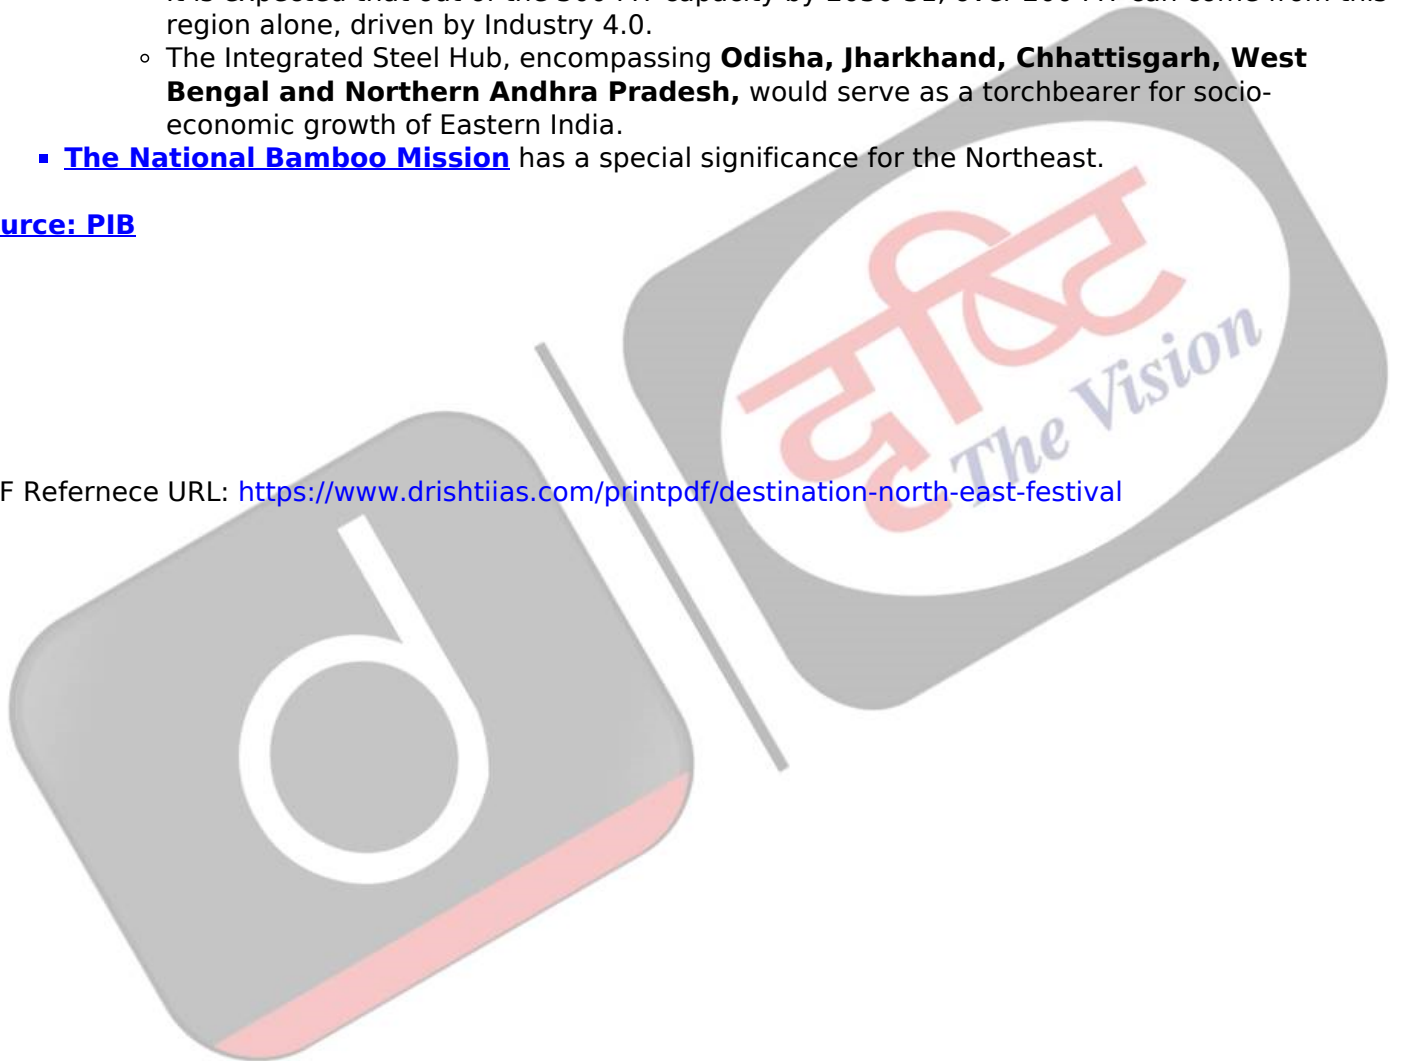 region alone, driven by Industry 4.0.
The Integrated Steel Hub, encompassing Odisha, Jharkhand, Chhattisgarh, West
Bengal and Northern Andhra Pradesh, would serve as a torchbearer for socio-
economic growth of Eastern India.
The National Bamboo Mission has a special significance for the Northeast.
urce: PIB
दृष्टि
The Vision
F Refernece URL: https://www.drishtiias.com/printpdf/destination-north-east-festival
d